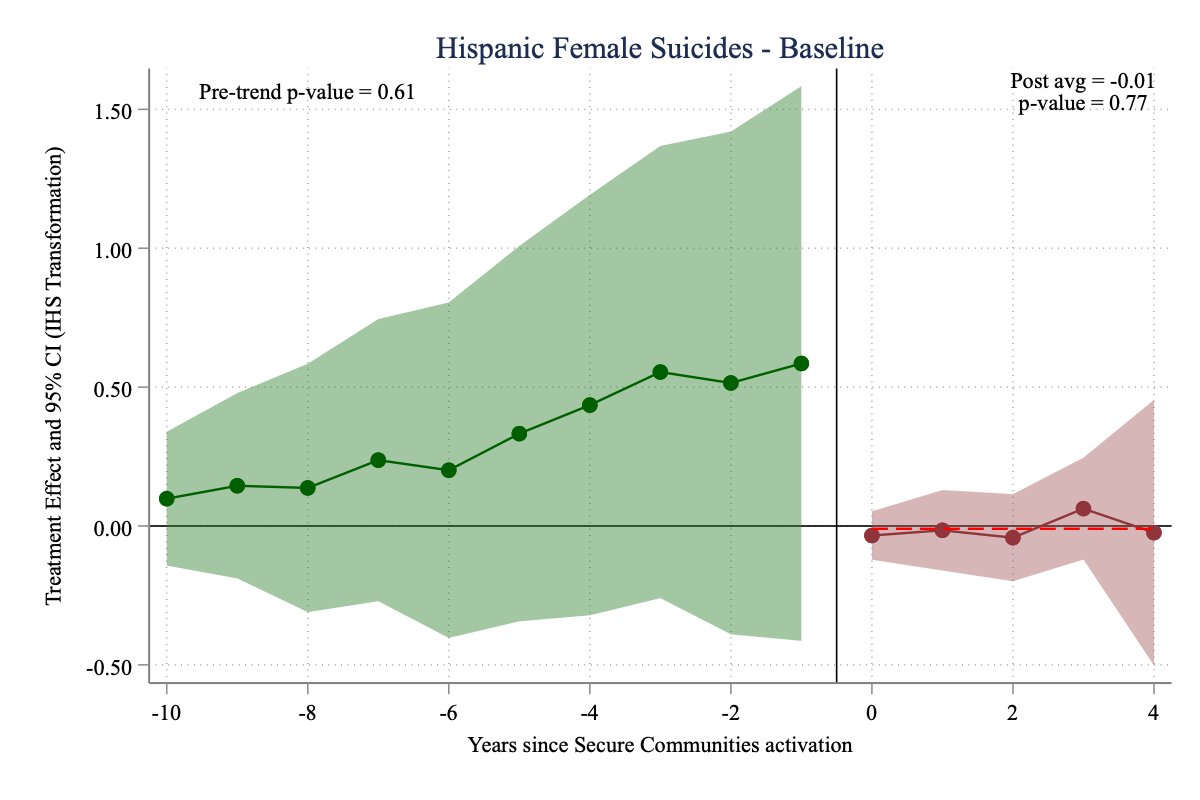 Hispanic Female Suicides - Baseline
Pre-trend p-value = 0.61
Post avg = -0.01
p-value = 0.77
Treatment Effect and 95% CI (IHS Transformation)
1.50
1.00
0.50
0.00
-0.50
-10
-8
-6
-4
-2
0
2
4
Years since Secure Communities activation